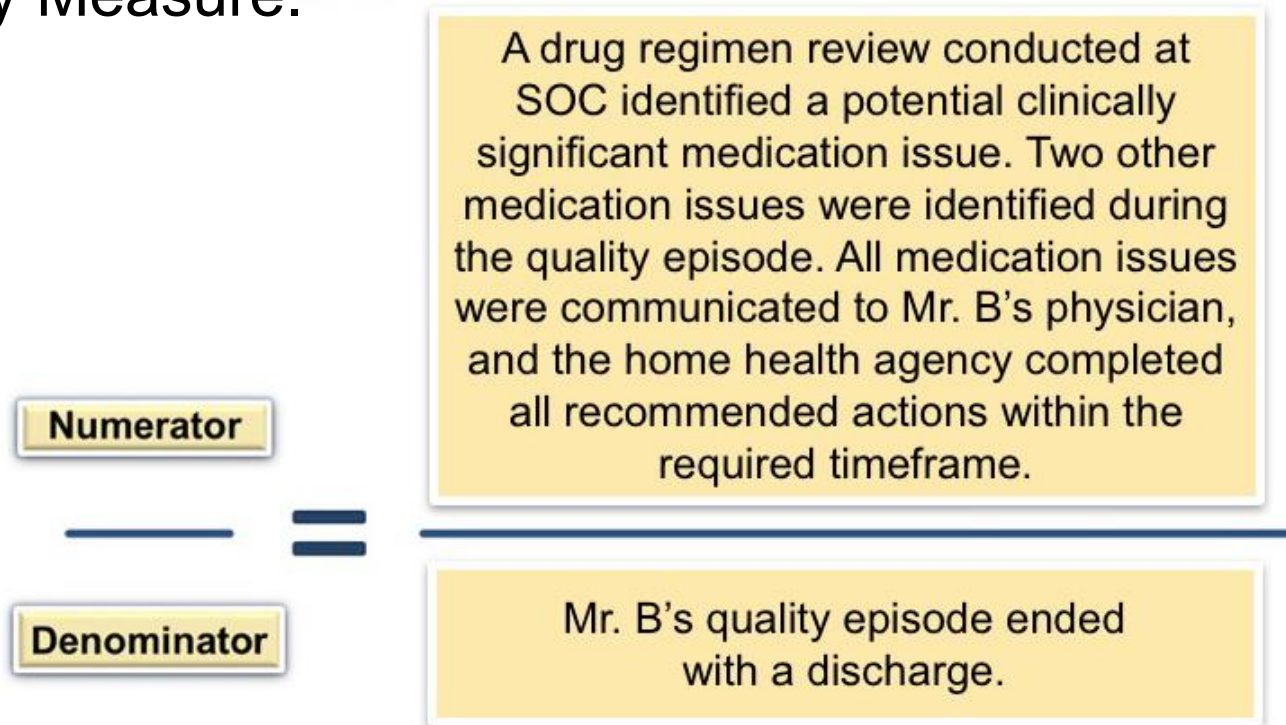 Measure:
A drug regimen review conducted at
SOC identified a potential clinically
significant medication issue. Two other
medication issues were identified during
the quality episode. All medication issues
were communicated to Mr. B's physician,
and the home health agency completed
all recommended actions within the
required timeframe.
Numerator
=
Denominator
Mr. B's quality episode ended
with a discharge.